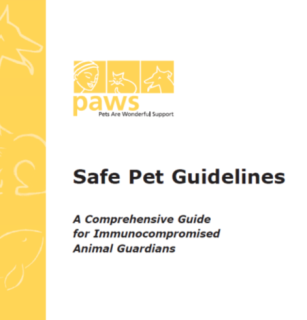 paws
Pets Are Wonderful Support
Safe Pet Guidelines
A Comprehensive Guide
for Immunocompromised
Animal Guardians